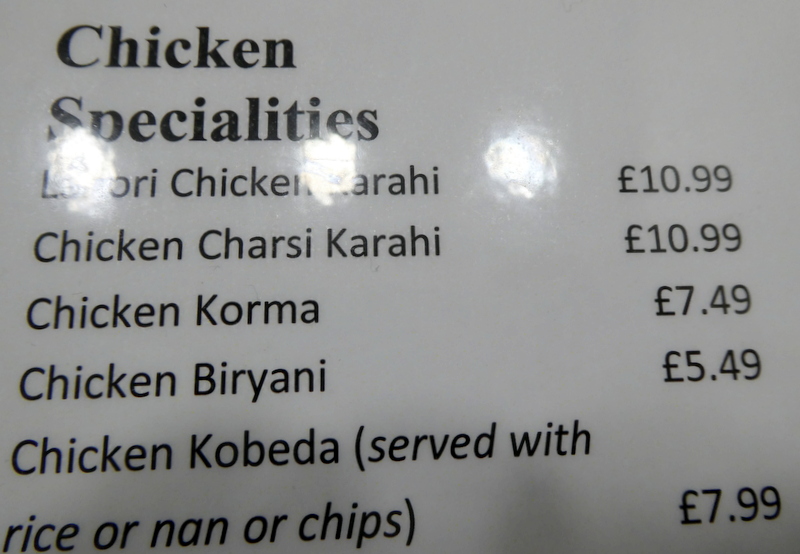 Chicken
Specialities
Chicken Karahi £10.99
Chicken Charsi Karahi £10.99
Chicken Korma £7.49
Chicken Biryani £5.49
Chicken Kobeda (served with
rice or nan or chips) £7.99